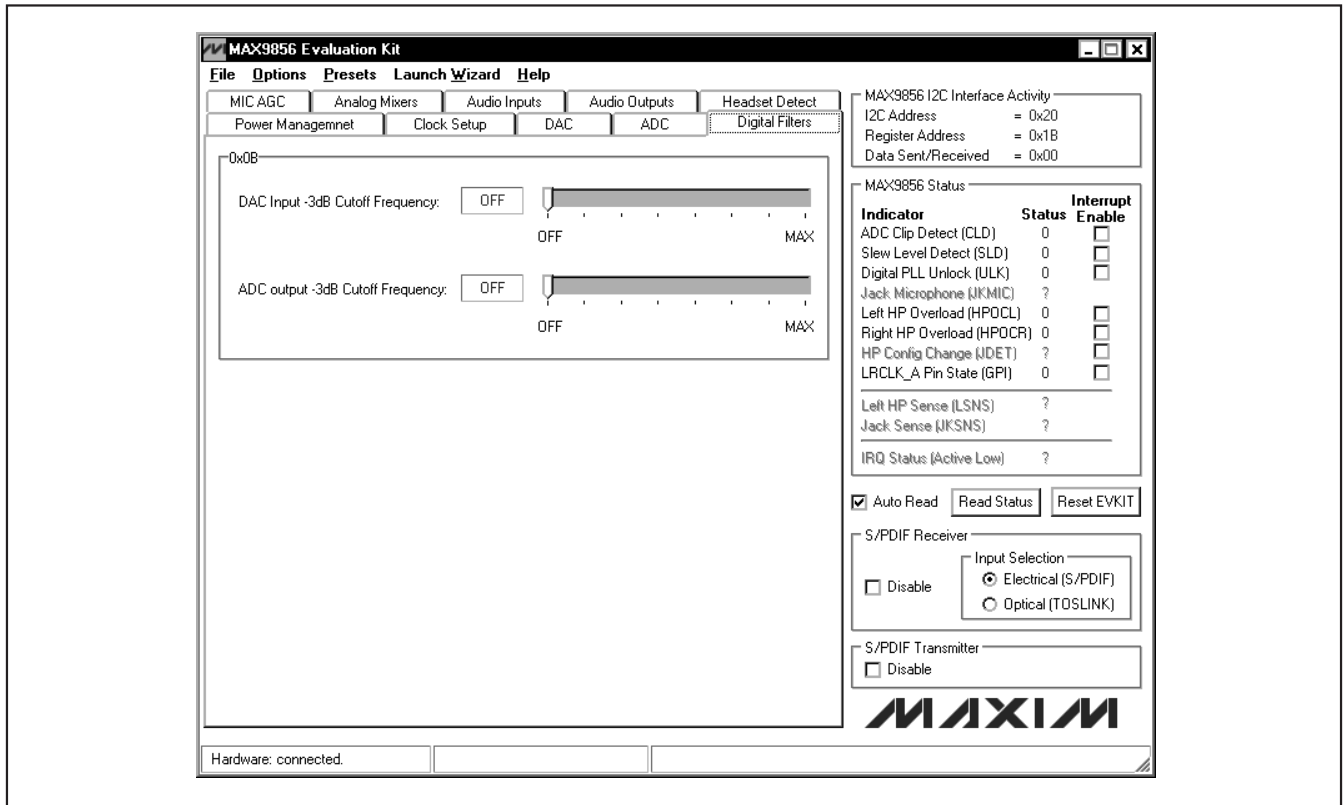 MAX9856 Evaluation Kit
File Options Presets Launch Wizard Help
MIC AGC Analog Mixers Audio Inputs Audio Outputs Headset Detect
Power Managemnet Clock Setup DAC ADC Digital Filters
0x0B
DAC Input -3dB Cutoff Frequency: OFF
OFF MAX
ADC output -3dB Cutoff Frequency: OFF
OFF MAX
MAX9856 I2C Interface Activity
I2C Address = 0x20
Register Address = 0x1B
Data Sent/Received = 0x00
MAX9856 Status
Indicator Status Interrupt Enable
ADC Clip Detect (CLD) 0
Slew Level Detect (SLD) 0
Digital PLL Unlock (ULK) 0
Jack Microphone (JKMIC) ?
Left HP Overload (HPOCL) 0
Right HP Overload (HPOCR) 0
HP Config Change (JDET) ?
LRCLK_A Pin State (GPI) 0
Left HP Sense (LSNS) ?
Jack Sense (JKSNS) ?
IRQ Status (Active Low) ?
Auto Read Read Status Reset EVKIT
S/PDIF Receiver
Disable
Input Selection
Electrical (S/PDIF)
Optical (TOSLINK)
S/PDIF Transmitter
Disable
MAXIM
Hardware: connected.